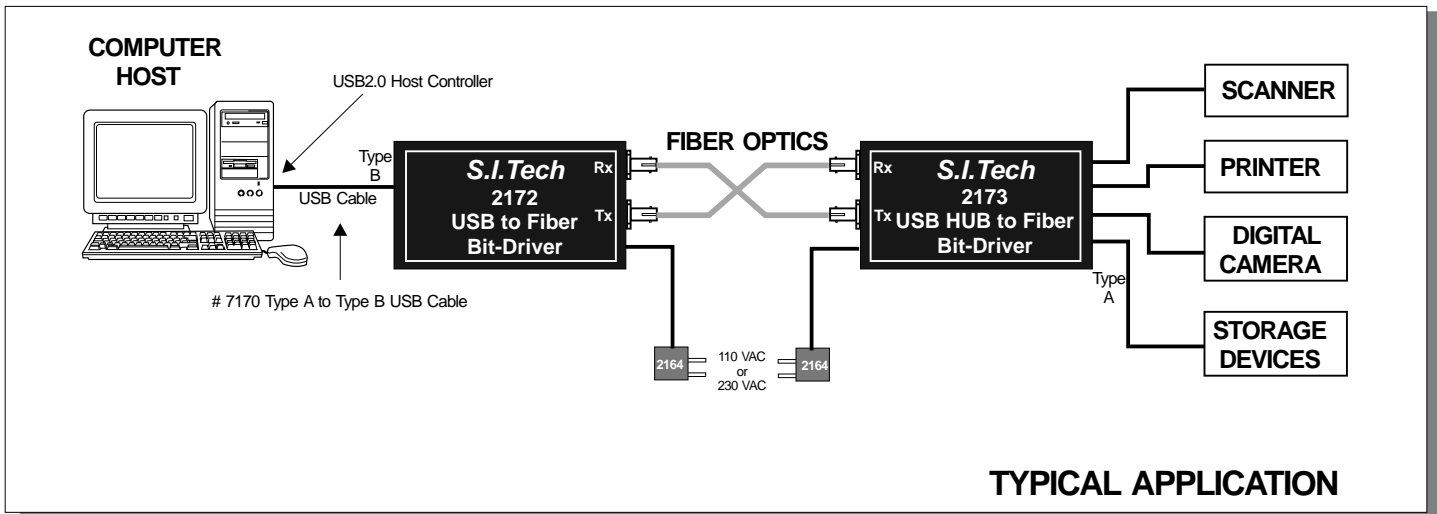 COMPUTER
HOST
USB2.0 Host Controller
Type
B
USB Cable
# 7170 Type A to Type B USB Cable
S.I.Tech
2172
USB to Fiber
Bit-Driver
Rx
Tx
FIBER OPTICS
Rx
Tx
S.I.Tech
2173
USB HUB to Fiber
Bit-Driver
Type
A
SCANNER
PRINTER
DIGITAL
CAMERA
STORAGE
DEVICES
2164
110 VAC
or
230 VAC
2164
TYPICAL APPLICATION